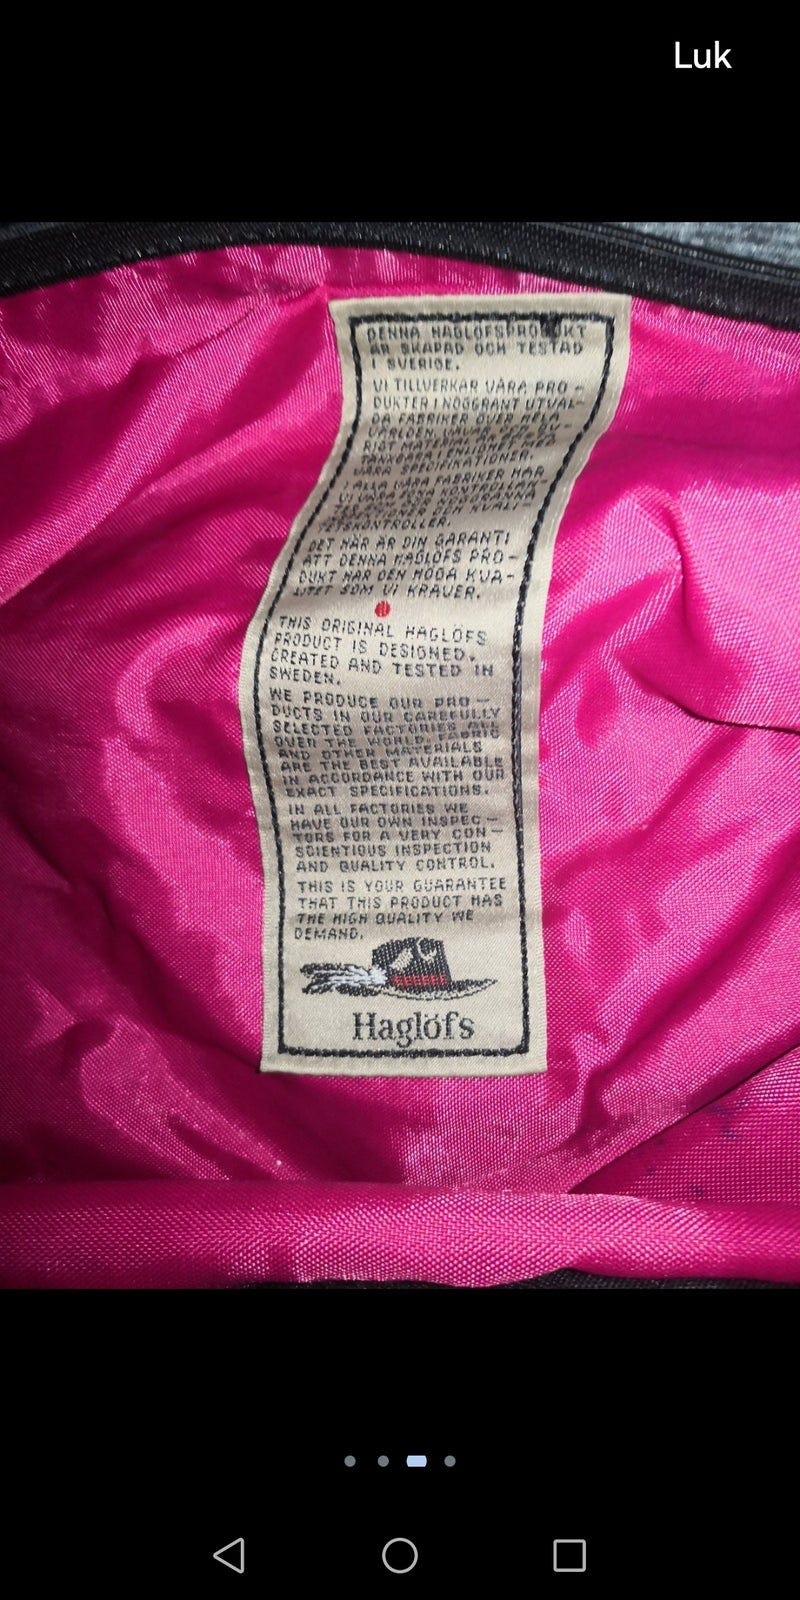 Luk
DENNA HAGLÖFSPRODUKT
ÄR SKAPAD OCH TESTAD
I SVERIGE.
VI TILLVERKAR VÅRA PRO-
DUKTER I NOGGRANT UTVAL-
DA FABRIKER ÖVER HELA
VÅRA SPECIFIKATIONER.
I ALLA VÅRA FABRIKER HAR
DET HÄR ÄR DIN GARANTI
ATT DENNA HAGLÖFS PRO-
DUKT HAR DEN HÖGA KVA-
LITET SOM VI KRÄVER.
THIS ORIGINAL HAGLÖFS
PRODUCT IS DESIGNED,
CREATED AND TESTED IN
SWEDEN.
WE PRODUCE OUR PRO-
DUCTS IN OUR CAREFULLY
SELECTED FACTORIES ALL
OVER THE WORLD. FABRIC
AND OTHER MATERIALS
ARE THE BEST AVAILABLE
IN ACCORDANCE WITH OUR
EXACT SPECIFICATIONS.
IN ALL FACTORIES WE
HAVE OUR OWN INSPEC-
TORS FOR A VERY CON-
SCIENTIOUS INSPECTION
AND QUALITY CONTROL.
THIS IS YOUR GUARANTEE
THAT THIS PRODUCT HAS
THE HIGH QUALITY WE
DEMAND.
Haglöfs